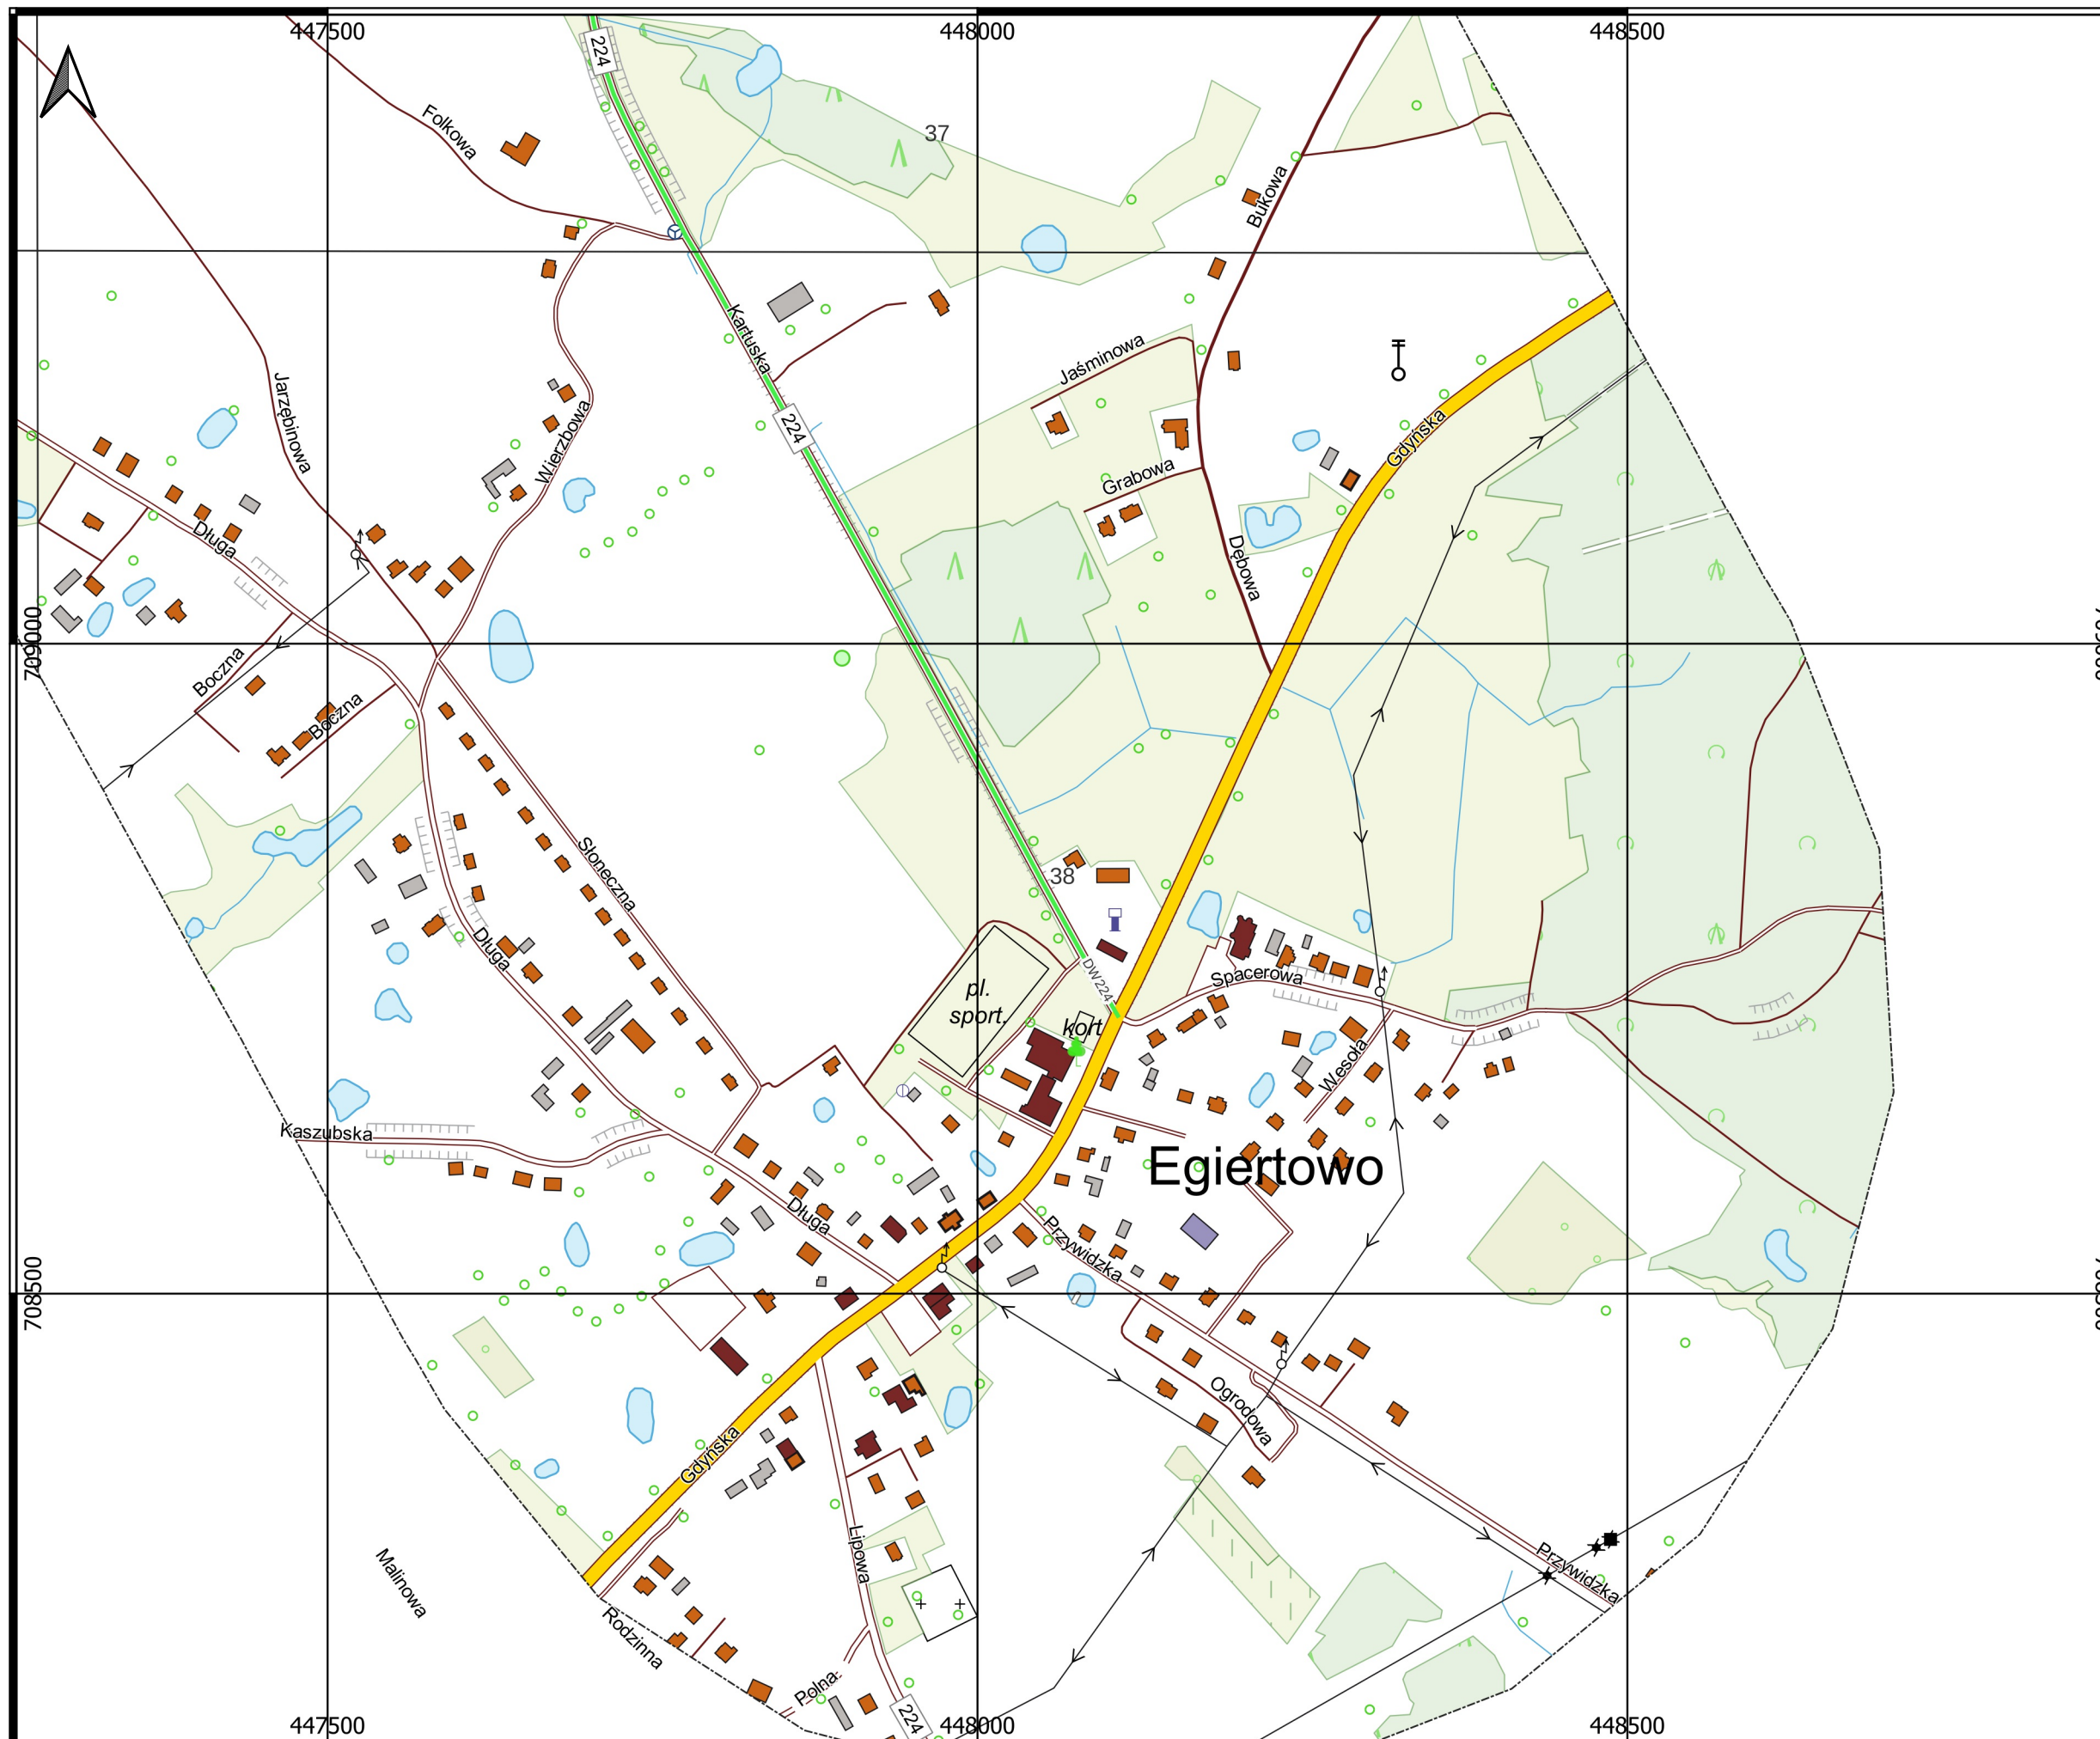 447500
448000
448500
224
Folkowa
37
Bukowa
Kartuska
Jaśminowa
Jarzębinowa
Wierzbowa
224
Gdyńska
Grabowa
Długa
Dębowa
709000
Boczna
Boczna
Słoneczna
38
Długa
DW224
Spacerowa
pl.
sport.
kort
Wesoła
Kaszubska
Egiertowo
Długa
Przywidzka
708500
Ogrodowa
Gdyńska
Lipowa
Malinowa
Przywidzka
Rodzinna
Polna
224
447500
448000
448500